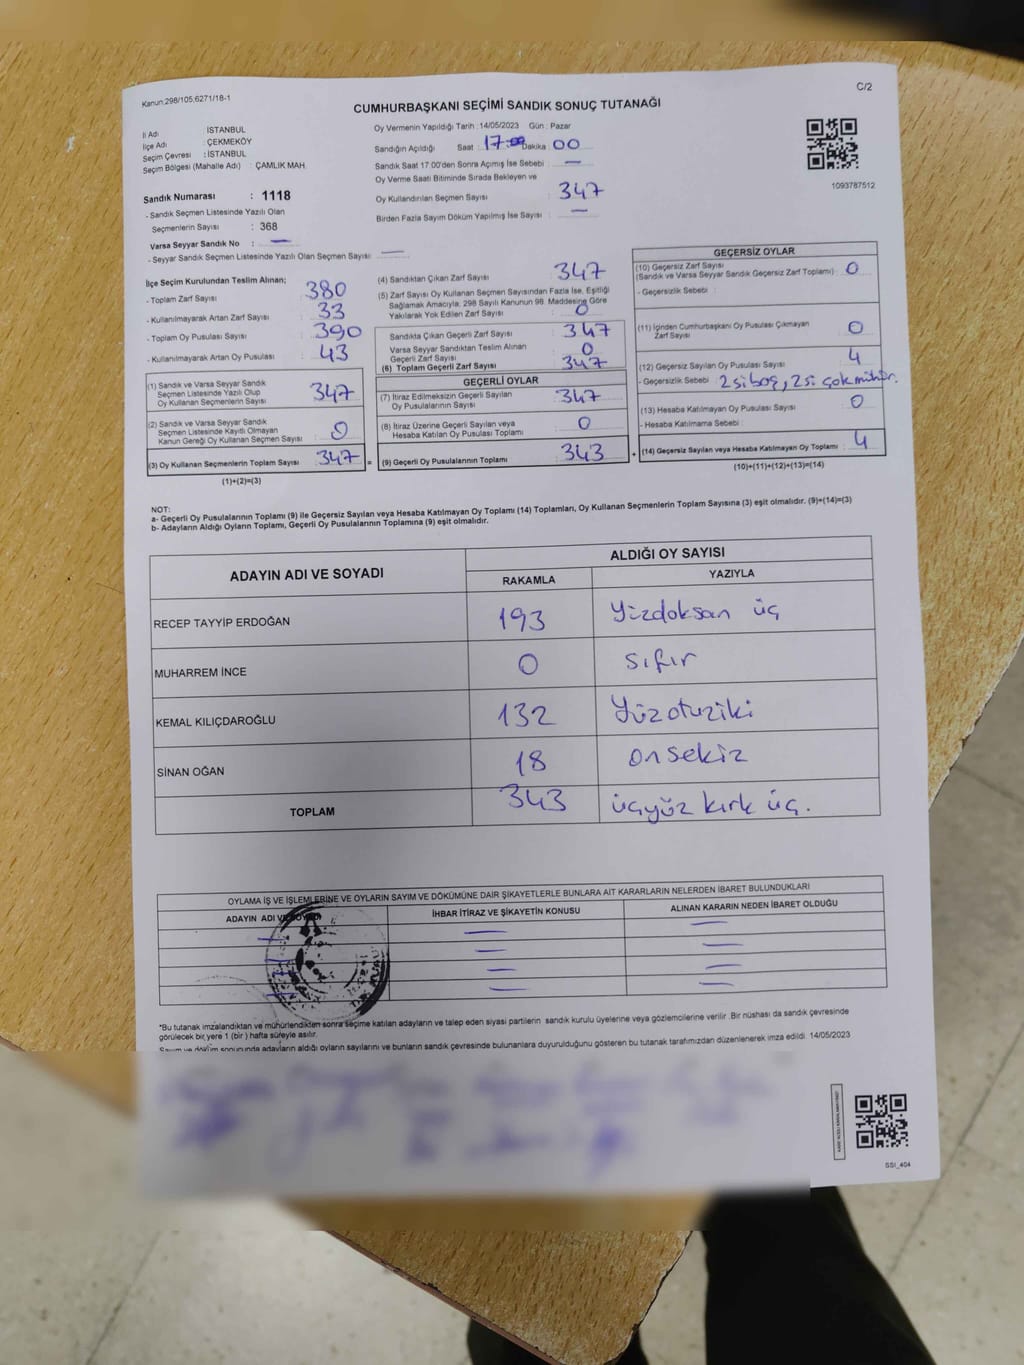 Kanun:298/105;6271/18-1
C/2
CUMHURBAŞKANI SEÇİMİ SANDIK SONUÇ TUTANAĞI
İl Adı : İSTANBUL
İlçe Adı : ÇEKMEKÖY
Seçim Çevresi : İSTANBUL
Seçim Bölgesi (Mahalle Adı) : ÇAMLIK MAH.
Sandık Numarası : 1118
- Sandık Seçmen Listesinde Yazılı Olan
Seçmenlerin Sayısı : 368
Varsa Seyyar Sandık No : —
- Seyyar Sandık Seçmen Listesinde Yazılı Olan Seçmen Sayısı : —
Oy Vermenin Yapıldığı Tarih : 14/05/2023 Gün : Pazar
Sandığın Açıldığı Saat : 17:00 Dakika 00
Sandık Saat 17:00'den Sonra Açılmış İse Sebebi : —
Oy Verme Saati Bitiminde Sırada Bekleyen ve
Oy Kullandırılan Seçmen Sayısı : 347
Birden Fazla Sayım Döküm Yapılmış İse Sayısı : —
1093787512
İlçe Seçim Kurulundan Teslim Alınan;
- Toplam Zarf Sayısı : 380
- Kullanılmayarak Artan Zarf Sayısı : 33
- Toplam Oy Pusulası Sayısı : 390
- Kullanılmayarak Artan Oy Pusulası : 43
(1) Sandık ve Varsa Seyyar Sandık
Seçmen Listesinde Yazılı Olup
Oy Kullanan Seçmenlerin Sayısı 347
(2) Sandık ve Varsa Seyyar Sandık
Seçmen Listesinde Kayıtlı Olmayan
Kanun Gereği Oy Kullanan Seçmen Sayısı 0
(3) Oy Kullanan Seçmenlerin Toplam Sayısı 347 =
(1)+(2)=(3)
(4) Sandıktan Çıkan Zarf Sayısı 347
(5) Zarf Sayısı Oy Kullanan Seçmen Sayısından Fazla İse, Eşitliği
Sağlamak Amacıyla; 298 Sayılı Kanunun 98. Maddesine Göre
Yakılarak Yok Edilen Zarf Sayısı : 0
Sandıkta Çıkan Geçerli Zarf Sayısı 347
Varsa Seyyar Sandıktan Teslim Alınan
Geçerli Zarf Sayısı 0
(6) Toplam Geçerli Zarf Sayısı 347
GEÇERLİ OYLAR
(7) İtiraz Edilmeksizin Geçerli Sayılan
Oy Pusulalarının Sayısı 347
(8) İtiraz Üzerine Geçerli Sayılan veya
Hesaba Katılan Oy Pusulası Toplamı 0
(9) Geçerli Oy Pusulalarının Toplamı 343 +
GEÇERSİZ OYLAR
(10) Geçersiz Zarf Sayısı
(Sandık ve Varsa Seyyar Sandık Geçersiz Zarf Toplamı) : 0
- Geçersizlik Sebebi :
(11) İçinden Cumhurbaşkanı Oy Pusulası Çıkmayan
Zarf Sayısı 0
(12) Geçersiz Sayılan Oy Pusulası Sayısı 4
- Geçersizlik Sebebi : 2si boş, 2si çok mühür.
(13) Hesaba Katılmayan Oy Pusulası Sayısı 0
- Hesaba Katılmama Sebebi :
(14) Geçersiz Sayılan veya Hesaba Katılmayan Oy Toplamı 4
(10)+(11)+(12)+(13)=(14)
NOT:
a- Geçerli Oy Pusulalarının Toplamı (9) ile Geçersiz Sayılan veya Hesaba Katılmayan Oy Toplamı (14) Toplamları, Oy Kullanan Seçmenlerin Toplam Sayısına (3) eşit olmalıdır. (9)+(14)=(3)
b- Adayların Aldığı Oyların Toplamı, Geçerli Oy Pusulalarının Toplamına (9) eşit olmalıdır.
ADAYIN ADI VE SOYADI ALDIĞI OY SAYISI
RAKAMLA YAZIYLA
RECEP TAYYİP ERDOĞAN 193 Yüzdoksan üç
MUHARREM İNCE 0 sıfır
KEMAL KILIÇDAROĞLU 132 Yüzotuziki
SİNAN OĞAN 18 onsekiz
TOPLAM 343 üçyüz kırk üç.
OYLAMA İŞ VE İŞLEMLERİNE VE OYLARIN SAYIM VE DÖKÜMÜNE DAİR ŞİKAYETLERLE BUNLARA AİT KARARLARIN NELERDEN İBARET BULUNDUKLARI
ADAYIN ADI VE SOYADI İHBAR İTİRAZ VE ŞİKAYETİN KONUSU ALINAN KARARIN NEDEN İBARET OLDUĞU
*Bu tutanak imzalandıktan ve mühürlendikten sonra seçime katılan adayların ve talep eden siyasi partilerin sandık kurulu üyelerine veya gözlemcilerine verilir .Bir nüshası da sandık çevresinde
görülecek bir yere 1 (bir ) hafta süreyle asılır.
Sayım ve döküm sonucunda adayların aldığı oyların sayılarını ve bunların sandık çevresinde bulunanlara duyurulduğunu gösteren bu tutanak tarafımızdan düzenlenerek imza edildi. 14/05/2023
SSI_404